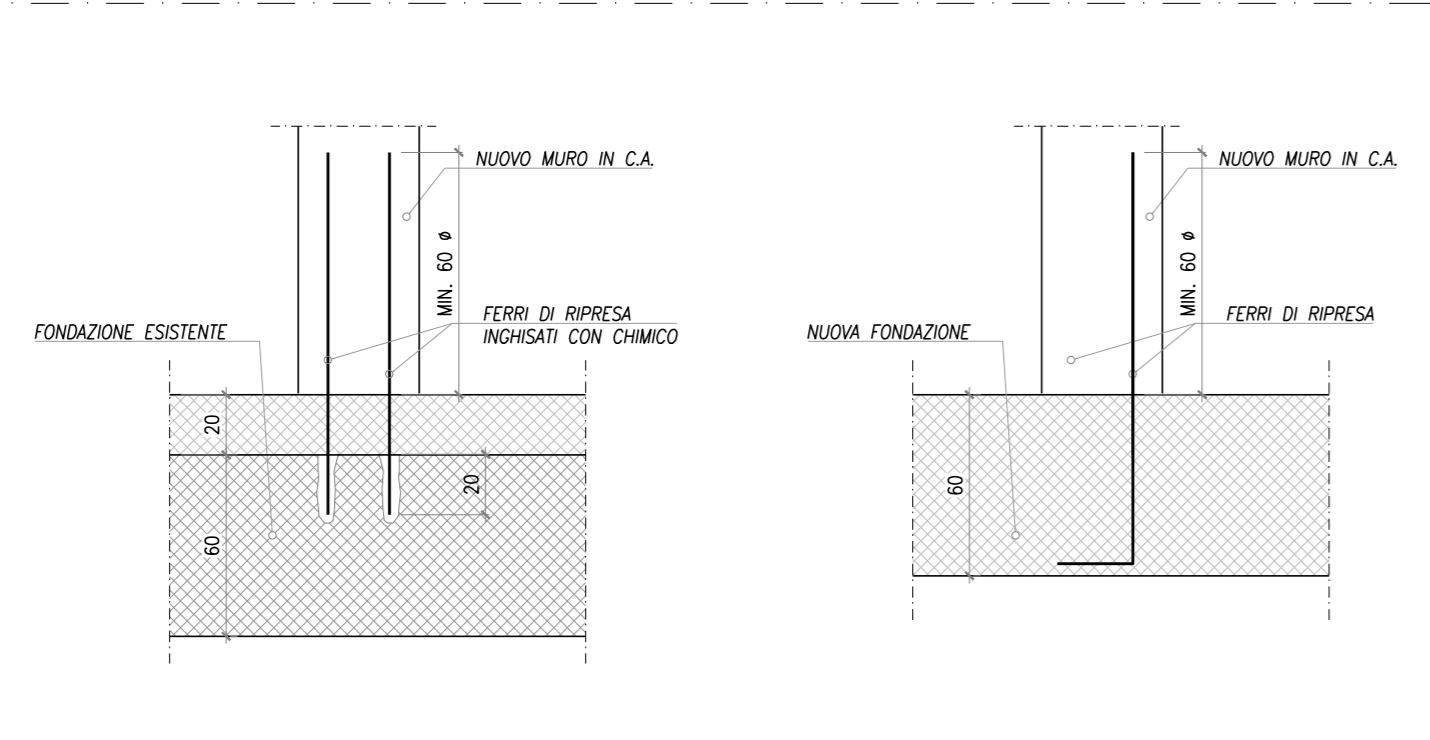 NUOVO MURO IN C.A.
MIN. 60 ø
FERRI DI RIPRESA
INGHISATI CON CHIMICO
FONDAZIONE ESISTENTE
20
20
60
NUOVO MURO IN C.A.
MIN. 60 ø
FERRI DI RIPRESA
NUOVA FONDAZIONE
60